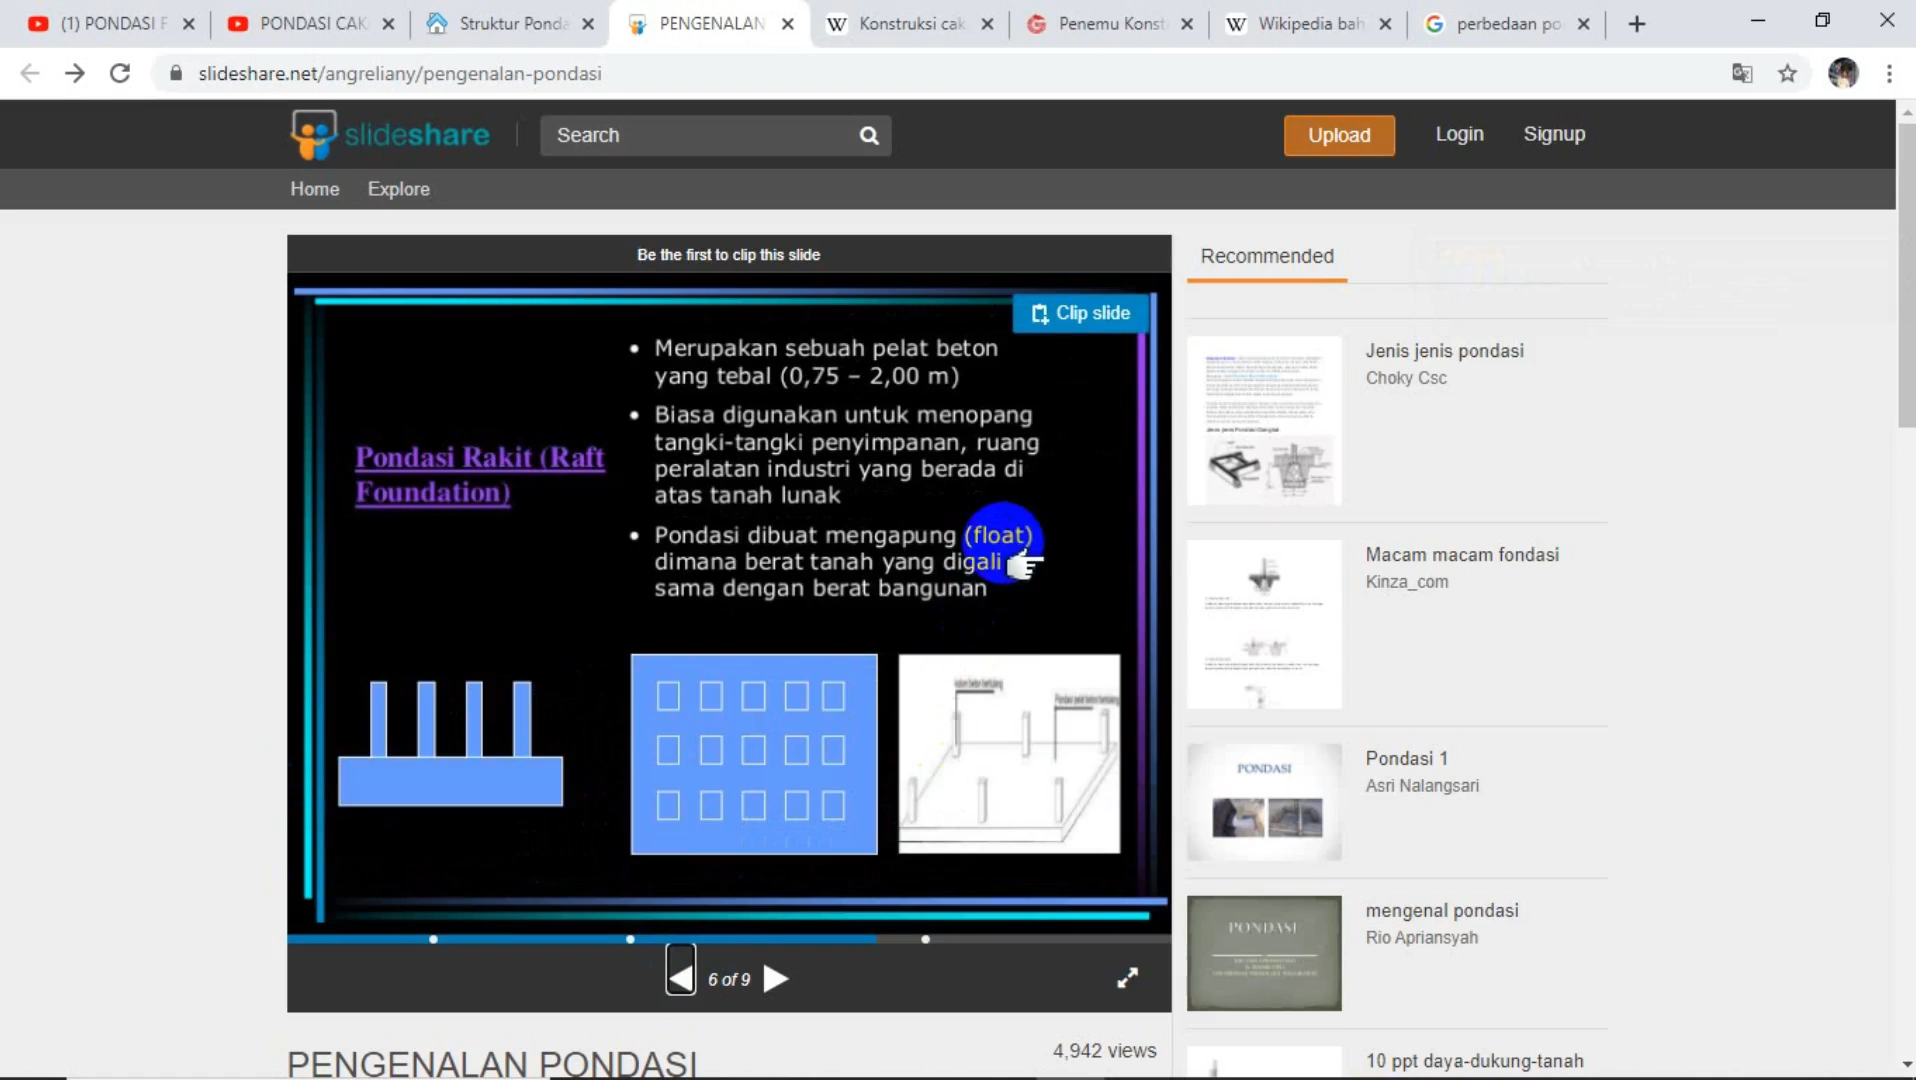 (1) PONDASI F
PONDASI CAK
Struktur Ponda
PENGENALAN
Konstruksi cak
Penemu Konst
Wikipedia bah
perbedaan po
slideshare.net/angreliany/pengenalan-pondasi
slideshare
Search
Upload
Login
Signup
Home
Explore
Be the first to clip this slide
Clip slide
Pondasi Rakit (Raft
Foundation)
• Merupakan sebuah pelat beton
yang tebal (0,75 – 2,00 m)
• Biasa digunakan untuk menopang
tangki-tangki penyimpanan, ruang
peralatan industri yang berada di
atas tanah lunak
• Pondasi dibuat mengapung (float)
dimana berat tanah yang digali
sama dengan berat bangunan
6 of 9
PENGENALAN PONDASI
4,942 views
Recommended
Jenis jenis pondasi
Choky Csc
Macam macam fondasi
Kinza_com
PONDASI
Pondasi 1
Asri Nalangsari
PONDASI
mengenal pondasi
Rio Apriansyah
10 ppt daya-dukung-tanah